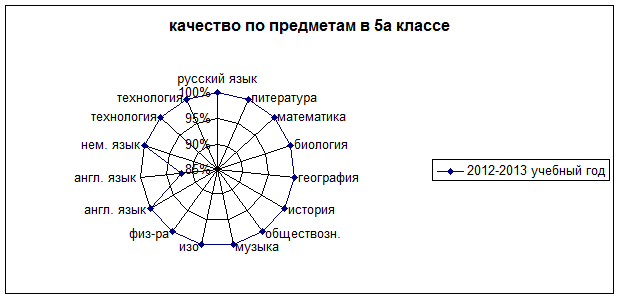 качество по предметам в 5а классе
русский язык
литература
математика
биология
география
история
обществозн.
музыка
изо
физ-ра
англ. язык
англ. язык
нем. язык
технология
технология
100%
95%
90%
85%
2012-2013 учебный год